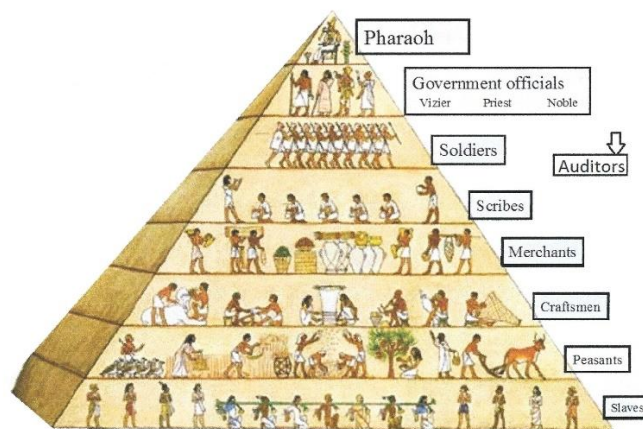 Pharaoh
Government officials
Vizier Priest Noble
Soldiers
Auditors
Scribes
Merchants
Craftsmen
Peasants
Slaves